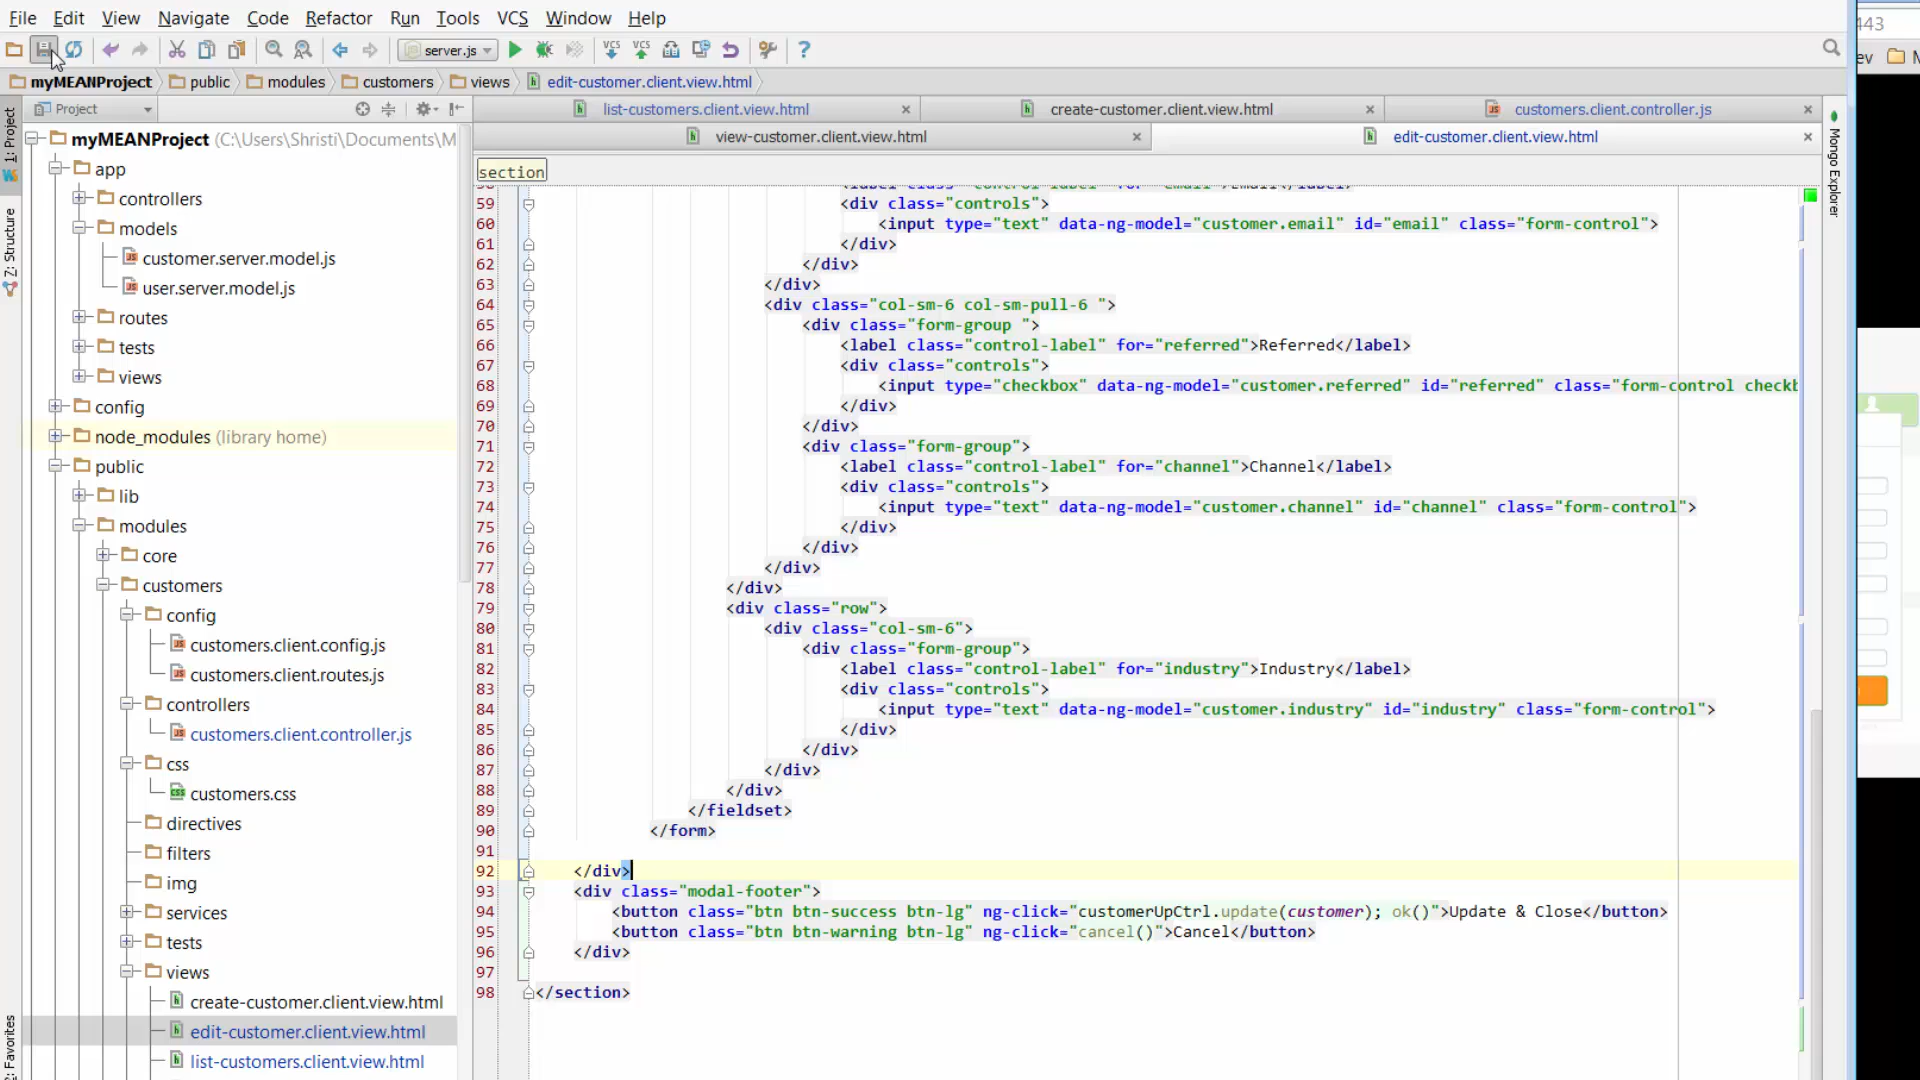 File Edit View Navigate Code Refactor Run Tools VCS Window Help
443
server.js
VCS VCS
ev
myMEANProject public modules customers views edit-customer.client.view.html
Project
list-customers.client.view.html create-customer.client.view.html customers.client.controller.js
view-customer.client.view.html edit-customer.client.view.html
1: Project
7: Structure
2: Favorites
Mongo Explorer
myMEANProject (C:\Users\Shristi\Documents\M
app
controllers
models
customer.server.model.js
user.server.model.js
routes
tests
views
config
node_modules (library home)
public
lib
modules
core
customers
config
customers.client.config.js
customers.client.routes.js
controllers
customers.client.controller.js
css
customers.css
directives
filters
img
services
tests
views
create-customer.client.view.html
edit-customer.client.view.html
list-customers.client.view.html
section
59 <div class="controls">
60 <input type="text" data-ng-model="customer.email" id="email" class="form-control">
61 </div>
62 </div>
63 </div>
64 <div class="col-sm-6 col-sm-pull-6 ">
65 <div class="form-group ">
66 <label class="control-label" for="referred">Referred</label>
67 <div class="controls">
68 <input type="checkbox" data-ng-model="customer.referred" id="referred" class="form-control checkb
69 </div>
70 </div>
71 <div class="form-group">
72 <label class="control-label" for="channel">Channel</label>
73 <div class="controls">
74 <input type="text" data-ng-model="customer.channel" id="channel" class="form-control">
75 </div>
76 </div>
77 </div>
78 </div>
79 <div class="row">
80 <div class="col-sm-6">
81 <div class="form-group">
82 <label class="control-label" for="industry">Industry</label>
83 <div class="controls">
84 <input type="text" data-ng-model="customer.industry" id="industry" class="form-control">
85 </div>
86 </div>
87 </div>
88 </div>
89 </fieldset>
90 </form>
91
92 </div>
93 <div class="modal-footer">
94 <button class="btn btn-success btn-lg" ng-click="customerUpCtrl.update(customer); ok()">Update & Close</button>
95 <button class="btn btn-warning btn-lg" ng-click="cancel()">Cancel</button>
96 </div>
97
98 </section>